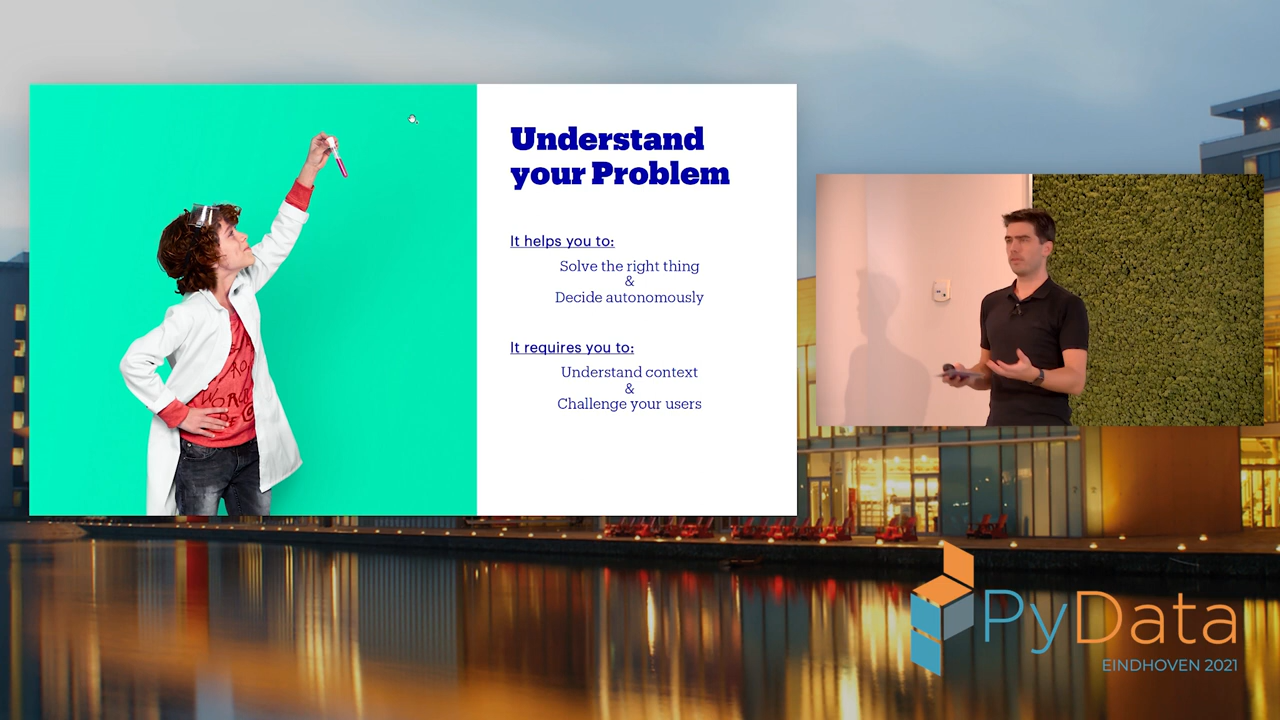 Understand
your Problem
It helps you to:
Solve the right thing
&
Decide autonomously
It requires you to:
Understand context
&
Challenge your users
PyData
EINDHOVEN 2021